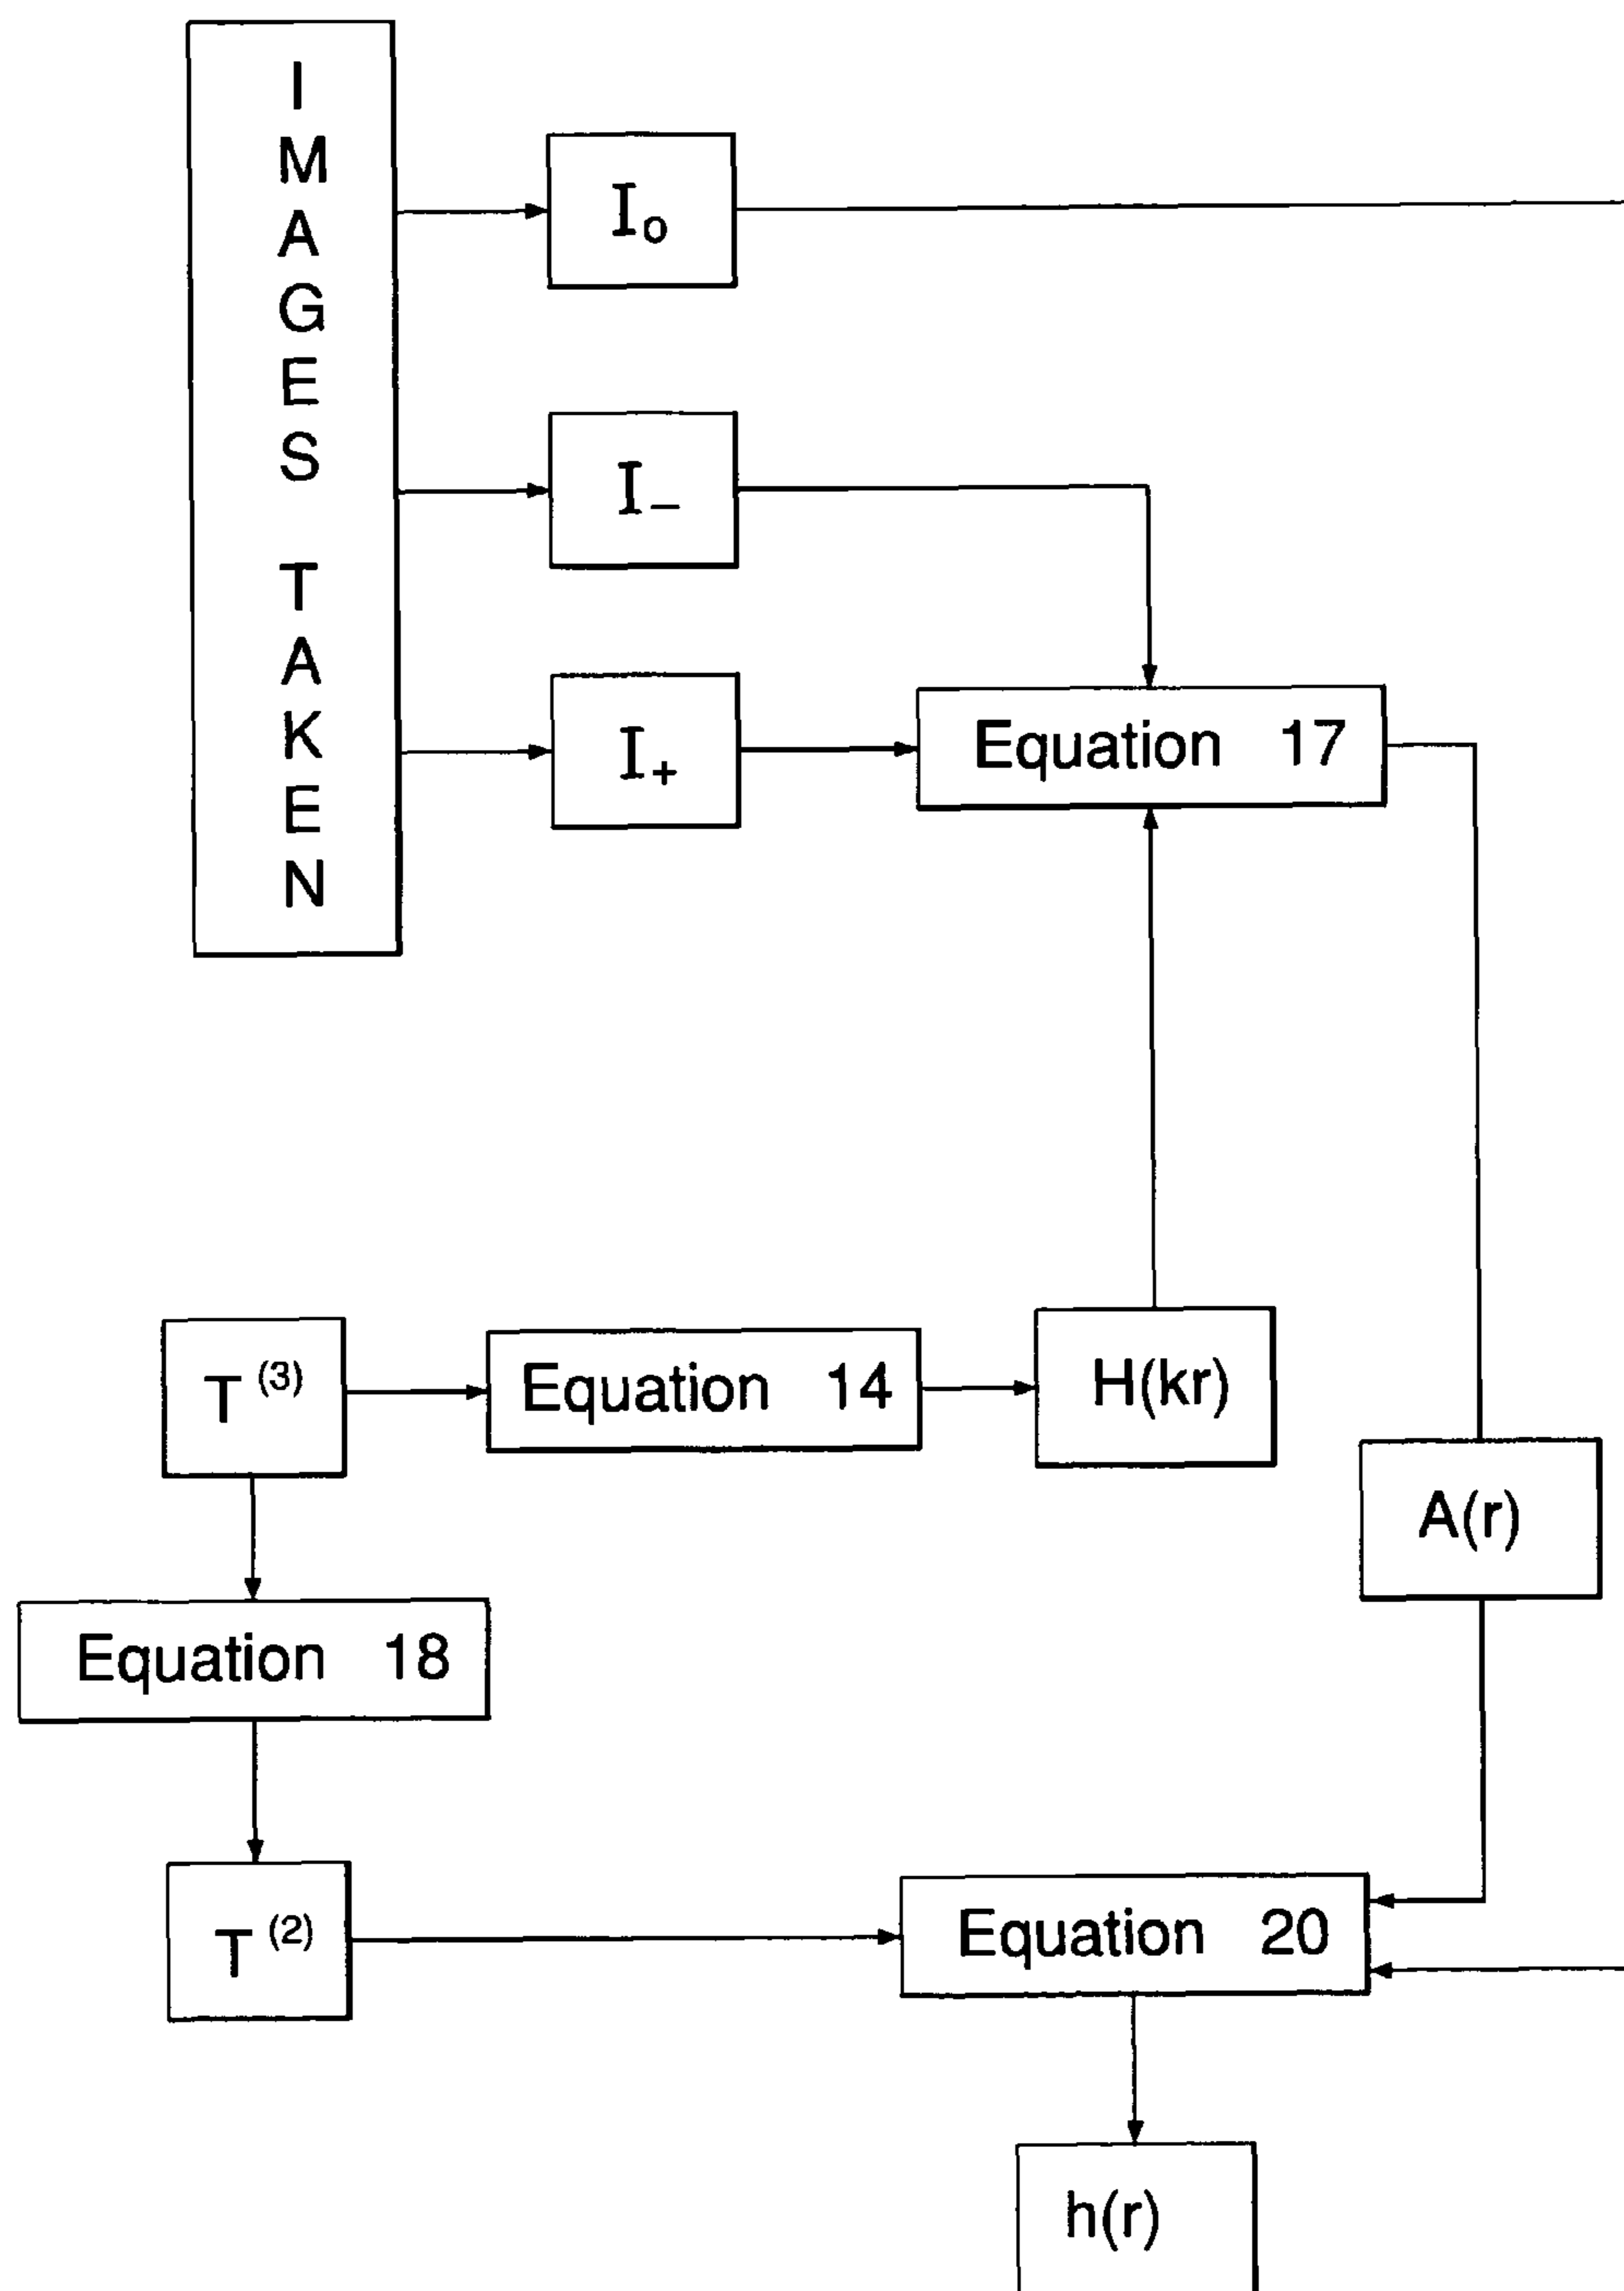 IMAGES TAKEN
I₀
I₋
I₊
Equation 17
T⁽³⁾
Equation 14
H(kr)
A(r)
Equation 18
T⁽²⁾
Equation 20
h(r)